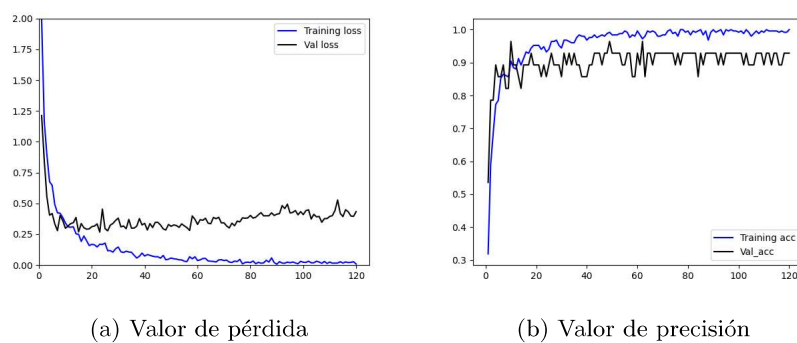 2.00
1.75
1.50
1.25
1.00
0.75
0.50
0.25
0.00
0 20 40 60 80 100 120
Training loss
Val loss
1.0
0.9
0.8
0.7
0.6
0.5
0.4
0.3
0 20 40 60 80 100 120
Training acc
Val_acc
(a) Valor de pérdida
(b) Valor de precisión